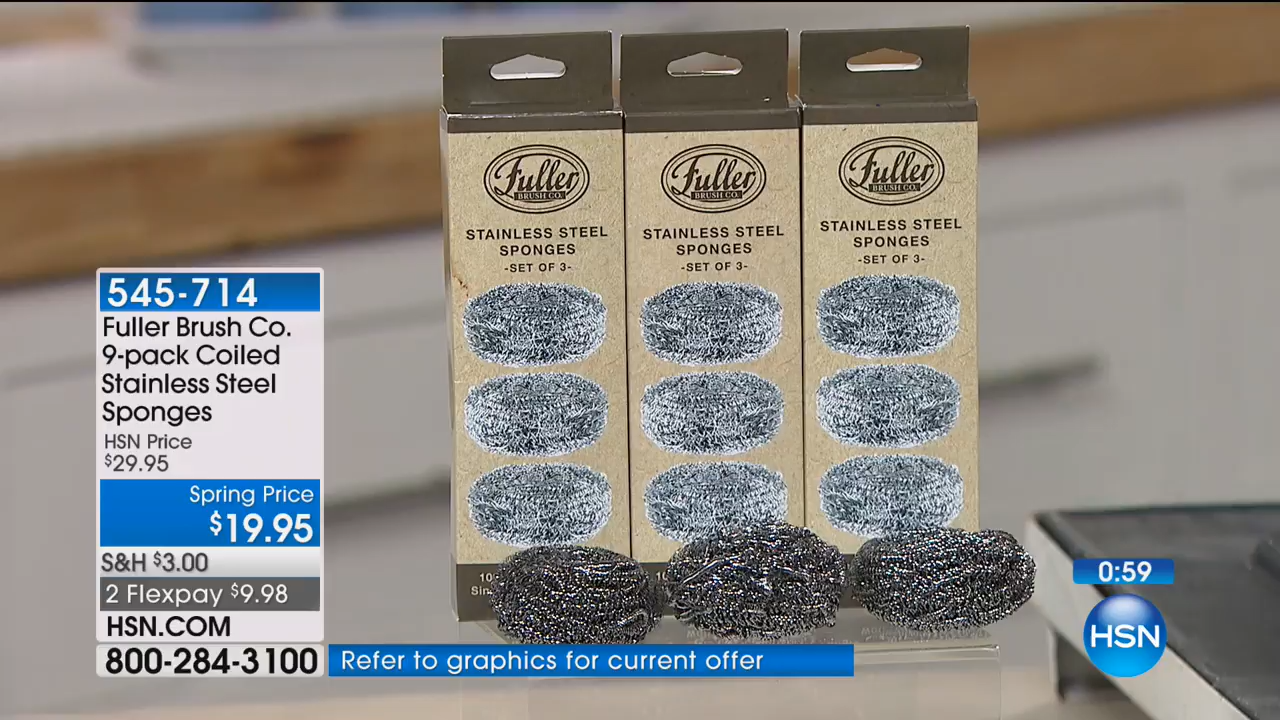 545-714
Fuller Brush Co.
9-pack Coiled
Stainless Steel
Sponges
HSN Price
$29.95
Spring Price
$19.95
S&H $3.00
2 Flexpay $9.98
HSN.COM
800-284-3100
Refer to graphics for current offer
0:59
HSN
Fuller
BRUSH CO.
STAINLESS STEEL
SPONGES
-SET OF 3-
Fuller
BRUSH CO.
STAINLESS STEEL
SPONGES
-SET OF 3-
Fuller
BRUSH CO.
STAINLESS STEEL
SPONGES
-SET OF 3-